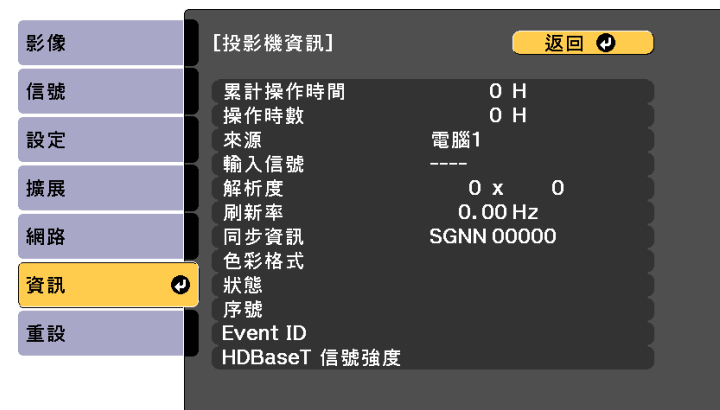 影像
信號
設定
擴展
網路
資訊
重設
[投影機資訊]
返回
累計操作時間 0 H
操作時數 0 H
來源 電腦1
輸入信號 ----
解析度 0 x 0
刷新率 0.00 Hz
同步資訊 SGNN 00000
色彩格式
狀態
序號
Event ID
HDBaseT 信號強度